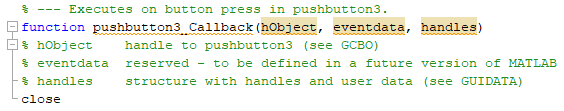 % --- Executes on button press in pushbutton3.
function pushbutton3_Callback(hObject, eventdata, handles)
% hObject    handle to pushbutton3 (see GCBO)
% eventdata  reserved - to be defined in a future version of MATLAB
% handles    structure with handles and user data (see GUIDATA)
close